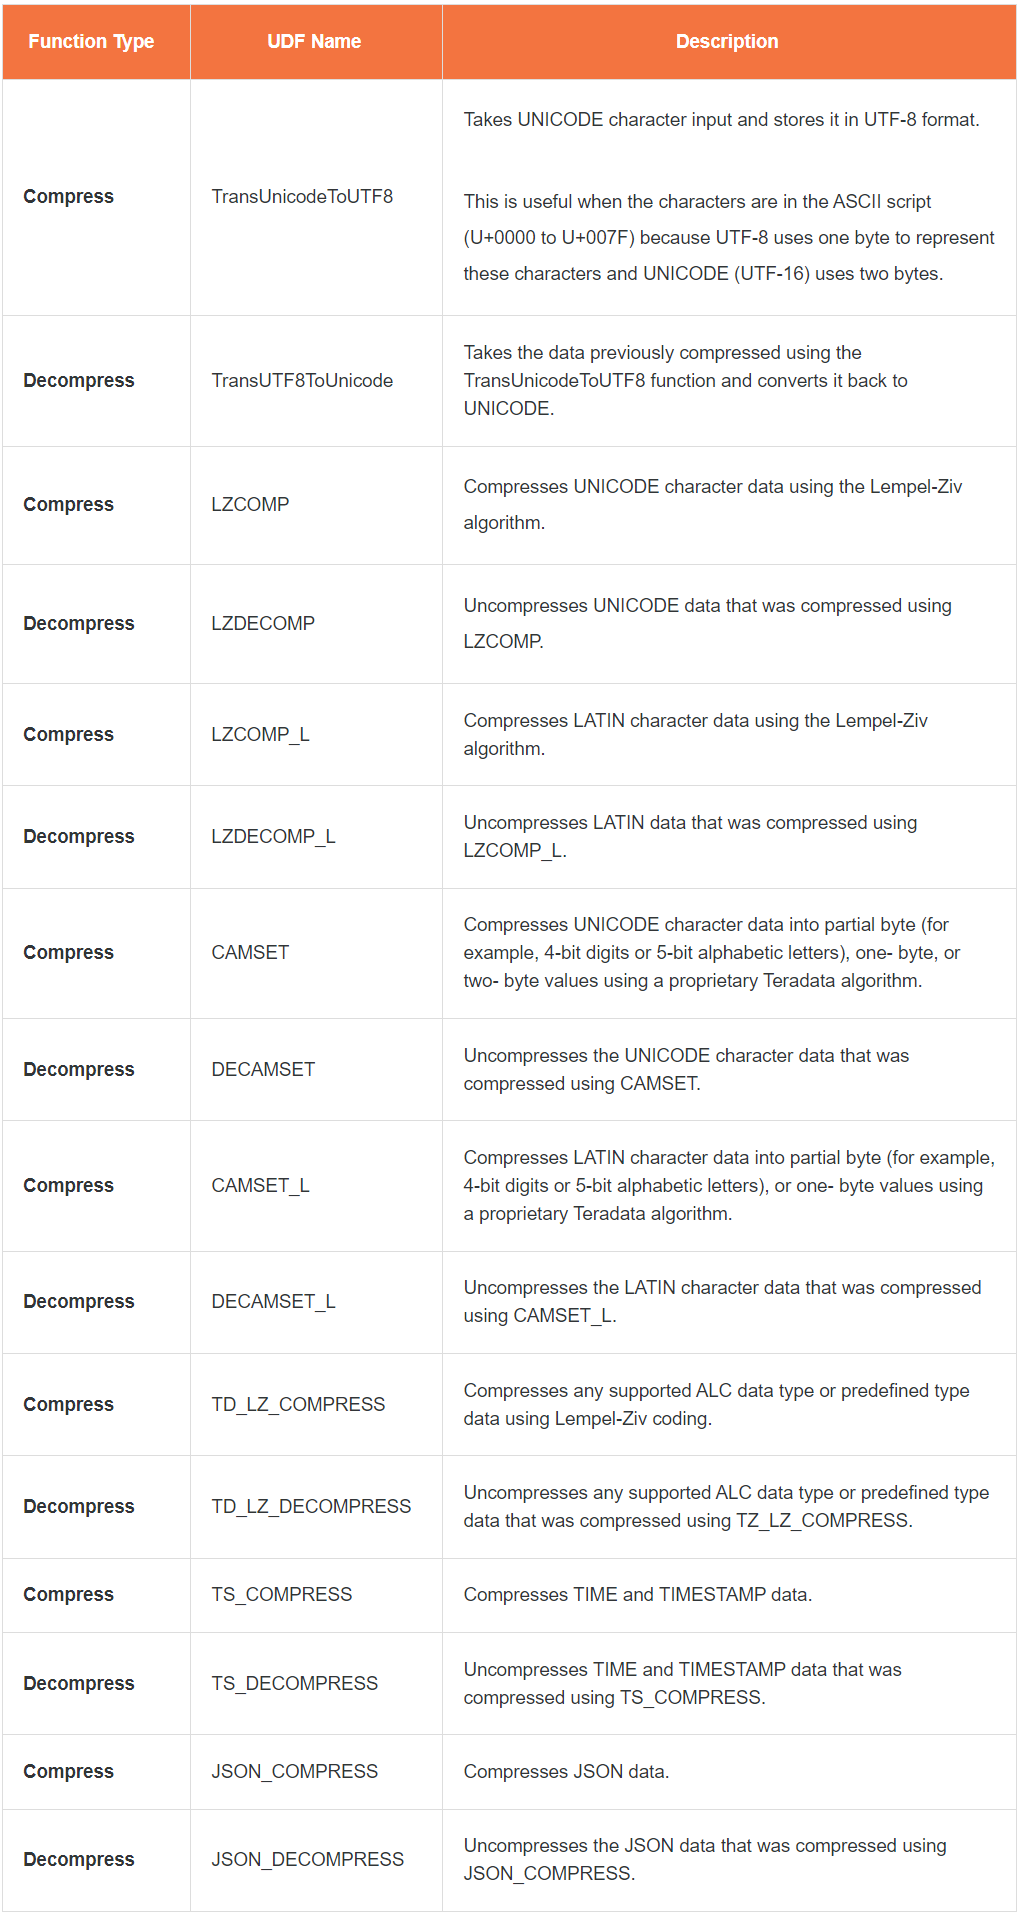 Function Type UDF Name Description
Takes UNICODE character input and stores it in UTF-8 format.
Compress TransUnicodeToUTF8
This is useful when the characters are in the ASCII script
(U+0000 to U+007F) because UTF-8 uses one byte to represent
these characters and UNICODE (UTF-16) uses two bytes.
Decompress TransUTF8ToUnicode
Takes the data previously compressed using the
TransUnicodeToUTF8 function and converts it back to
UNICODE.
Compress LZCOMP
Compresses UNICODE character data using the Lempel-Ziv
algorithm.
Decompress LZDECOMP
Uncompresses UNICODE data that was compressed using
LZCOMP.
Compress LZCOMP_L
Compresses LATIN character data using the Lempel-Ziv
algorithm.
Decompress LZDECOMP_L
Uncompresses LATIN data that was compressed using
LZCOMP_L.
Compress CAMSET
Compresses UNICODE character data into partial byte (for
example, 4-bit digits or 5-bit alphabetic letters), one- byte, or
two- byte values using a proprietary Teradata algorithm.
Decompress DECAMSET
Uncompresses the UNICODE character data that was
compressed using CAMSET.
Compress CAMSET_L
Compresses LATIN character data into partial byte (for example,
4-bit digits or 5-bit alphabetic letters), or one- byte values using
a proprietary Teradata algorithm.
Decompress DECAMSET_L
Uncompresses the LATIN character data that was compressed
using CAMSET_L.
Compress TD_LZ_COMPRESS
Compresses any supported ALC data type or predefined type
data using Lempel-Ziv coding.
Decompress TD_LZ_DECOMPRESS
Uncompresses any supported ALC data type or predefined type
data that was compressed using TZ_LZ_COMPRESS.
Compress TS_COMPRESS Compresses TIME and TIMESTAMP data.
Decompress TS_DECOMPRESS
Uncompresses TIME and TIMESTAMP data that was
compressed using TS_COMPRESS.
Compress JSON_COMPRESS Compresses JSON data.
Decompress JSON_DECOMPRESS
Uncompresses the JSON data that was compressed using
JSON_COMPRESS.